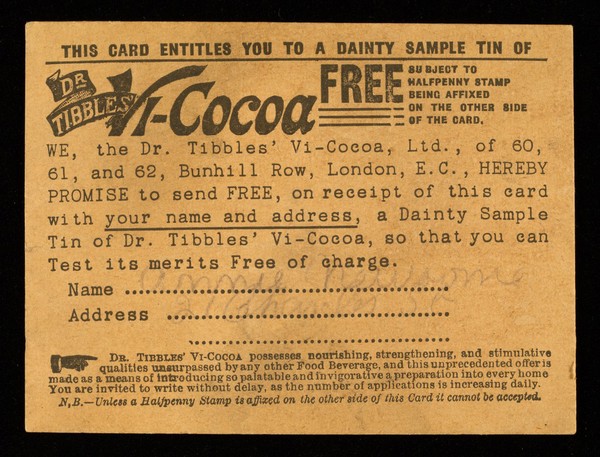 THIS CARD ENTITLES YOU TO A DAINTY SAMPLE TIN OF
DR
TIBBLES' VI-COCOA
FREE
SUBJECT TO
HALFPENNY STAMP
BEING AFFIXED
ON THE OTHER SIDE
OF THE CARD.
WE, the Dr. Tibbles' Vi-Cocoa, Ltd., of 60,
61, and 62, Bunhill Row, London, E.C., HEREBY
PROMISE to send FREE, on receipt of this card
with your name and address, a Dainty Sample
Tin of Dr. Tibbles' Vi-Cocoa, so that you can
Test its merits Free of charge.
Name
Address
DR. TIBBLES' VI-COCOA possesses nourishing, strengthening, and stimulative
qualities unsurpassed by any other Food Beverage, and this unprecedented offer is
made as a means of introducing so palatable and invigorative a preparation into every home
You are invited to write without delay, as the number of applications is increasing daily.
N.B.—Unless a Halfpenny Stamp is affixed on the other side of this Card it cannot be accepted.